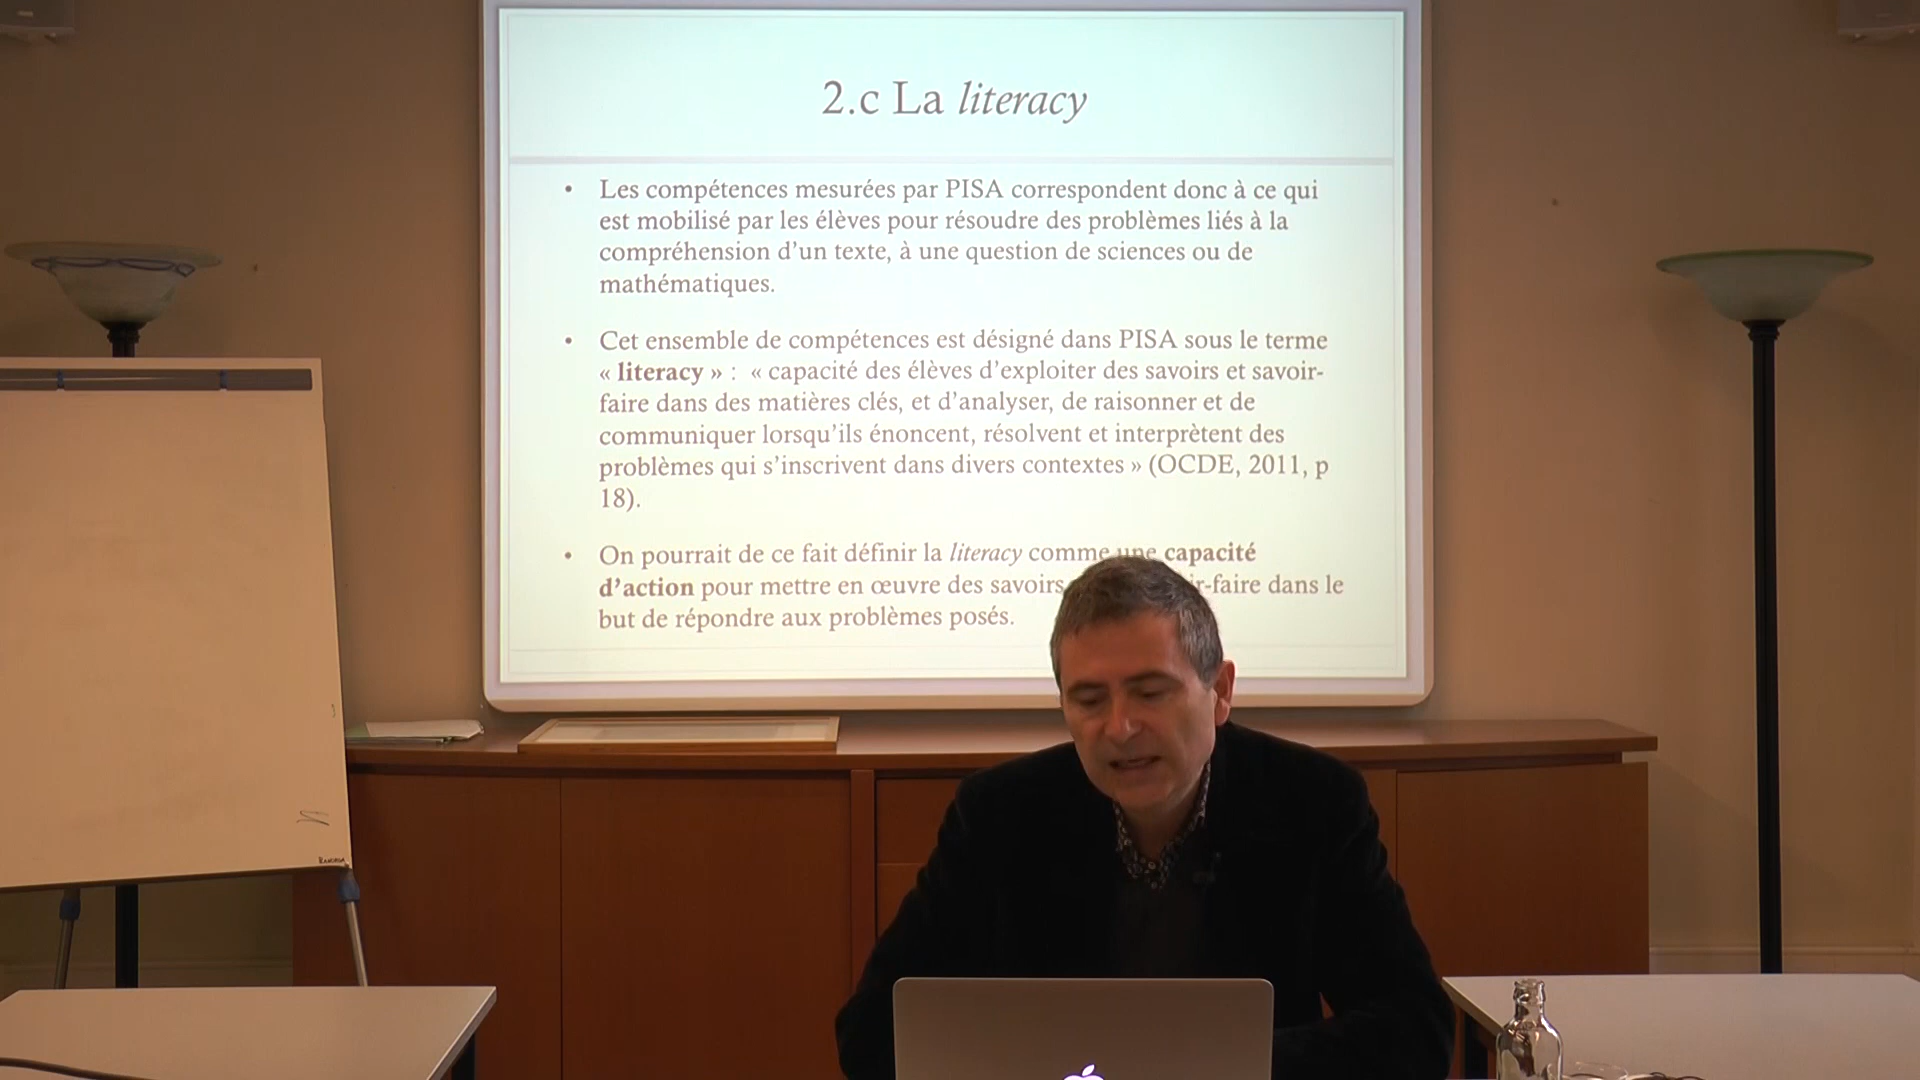 2.c La literacy
• Les compétences mesurées par PISA correspondent donc à ce qui
est mobilisé par les élèves pour résoudre des problèmes liés à la
compréhension d’un texte, à une question de sciences ou de
mathématiques.
• Cet ensemble de compétences est désigné dans PISA sous le terme
« literacy » : « capacité des élèves d’exploiter des savoirs et savoir-
faire dans des matières clés, et d’analyser, de raisonner et de
communiquer lorsqu’ils énoncent, résolvent et interprètent des
problèmes qui s’inscrivent dans divers contextes » (OCDE, 2011, p
18).
• On pourrait de ce fait définir la literacy comme une capacité
d’action pour mettre en œuvre des savoirs -faire dans le
but de répondre aux problèmes posés.